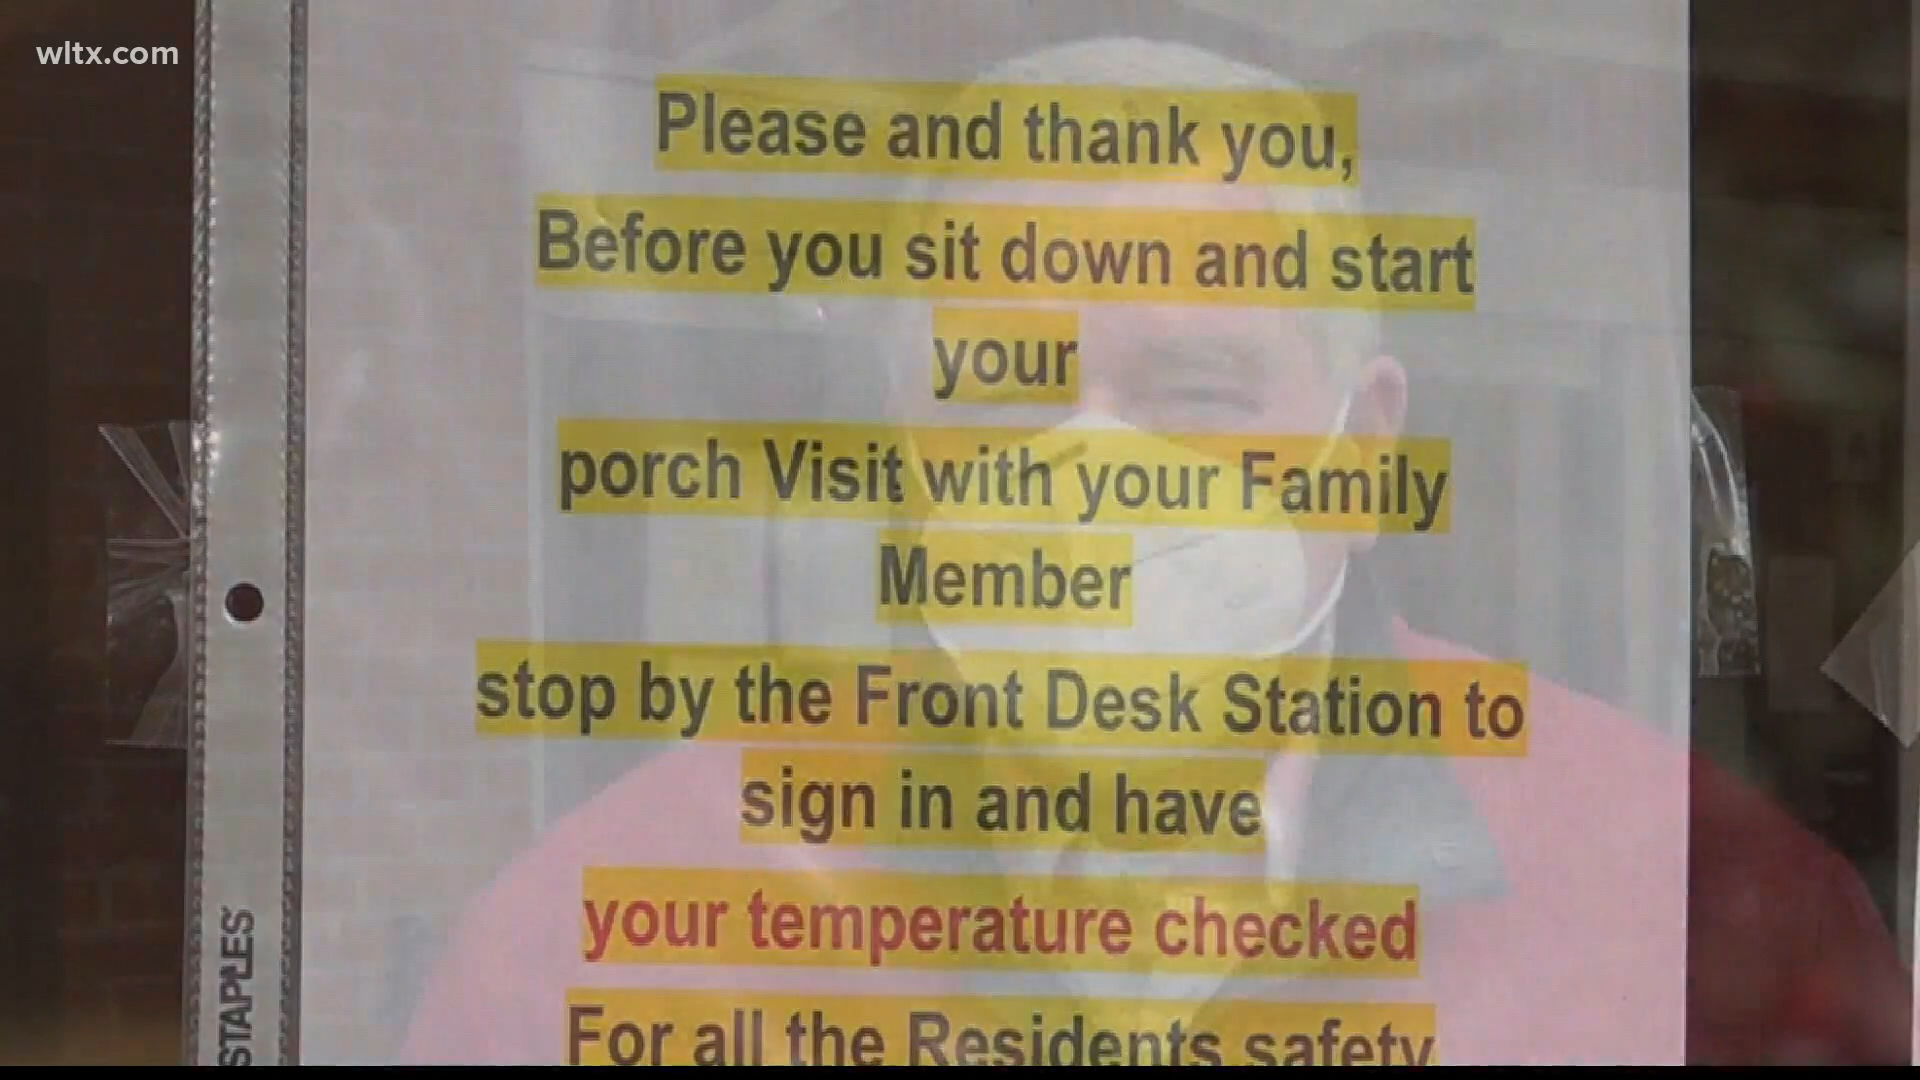 wltx.com
Please and thank you,
Before you sit down and start
your
porch Visit with your Family
Member
stop by the Front Desk Station to
sign in and have
your temperature checked
For all the Residents safety
STAPLES